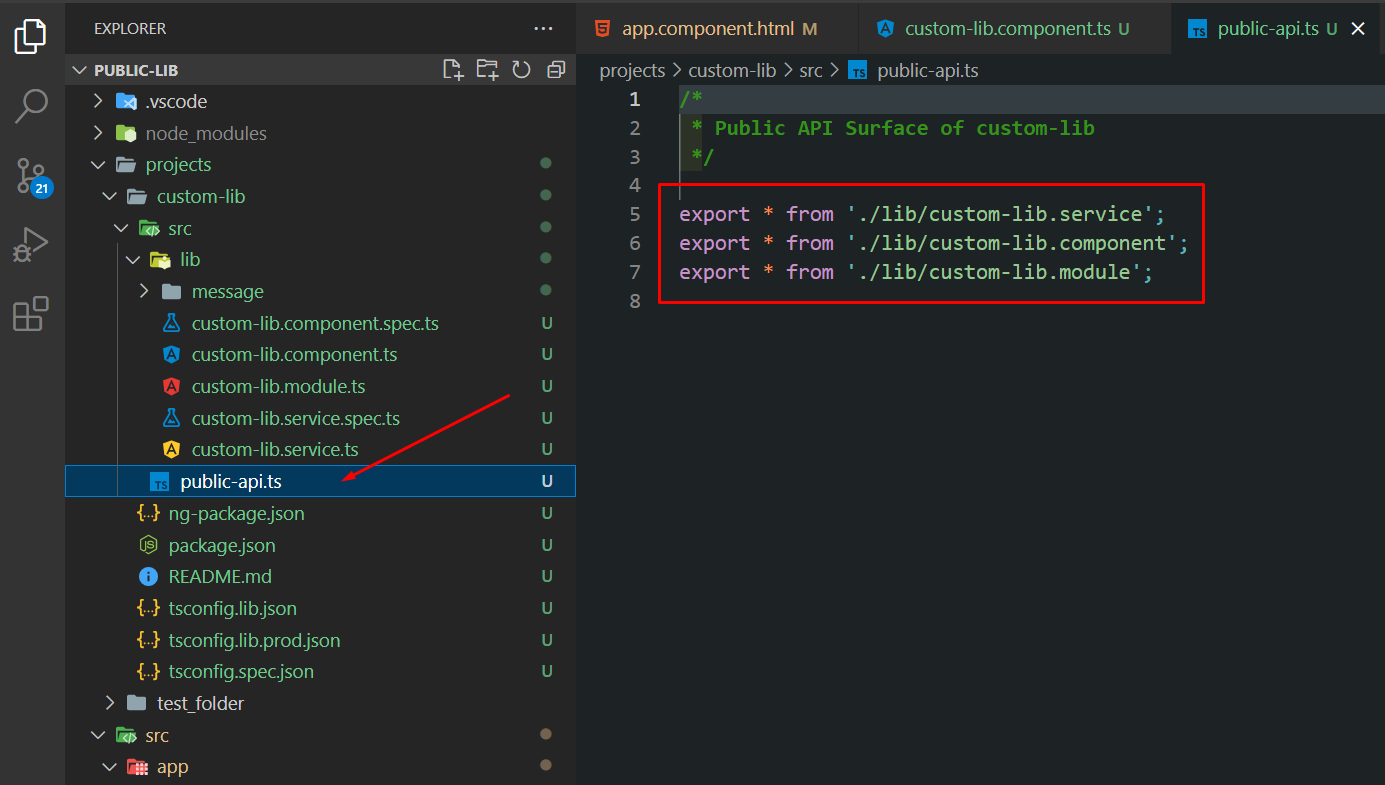 EXPLORER
PUBLIC-LIB
.vscode
node_modules
projects
custom-lib
src
lib
message
custom-lib.component.spec.ts U
custom-lib.component.ts U
custom-lib.module.ts U
custom-lib.service.spec.ts U
custom-lib.service.ts U
TS public-api.ts U
{..} ng-package.json U
JS package.json U
README.md U
{..} tsconfig.lib.json U
{..} tsconfig.lib.prod.json U
{..} tsconfig.spec.json U
test_folder
src
app
21
app.component.html M
custom-lib.component.ts U
TS public-api.ts U
projects > custom-lib > src > TS public-api.ts
1 /*
2 * Public API Surface of custom-lib
3 */
4
5 export * from './lib/custom-lib.service';
6 export * from './lib/custom-lib.component';
7 export * from './lib/custom-lib.module';
8